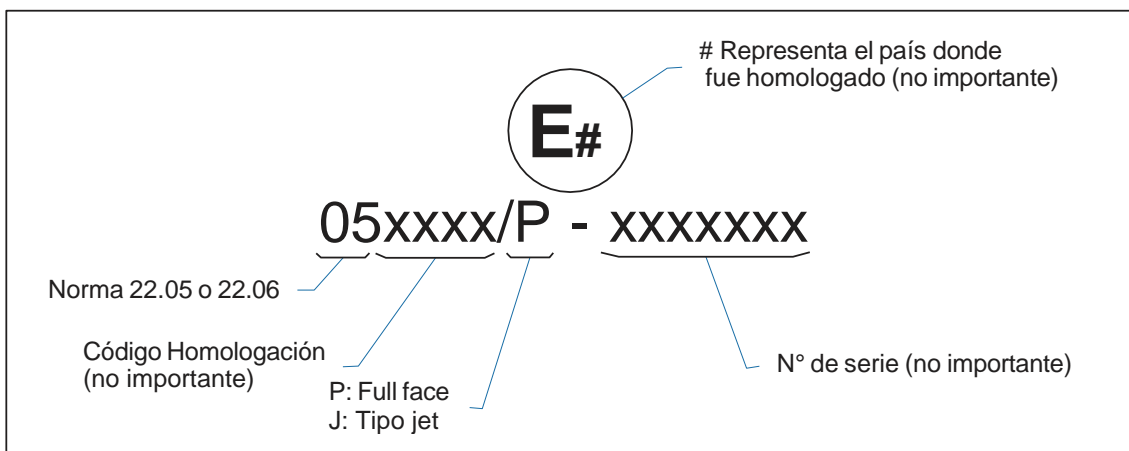 # Representa el país donde
fue homologado (no importante)
E#
05xxxx/P - xxxxxxx
Norma 22.05 o 22.06
Código Homologación
(no importante)
P: Full face
J: Tipo jet
N° de serie (no importante)